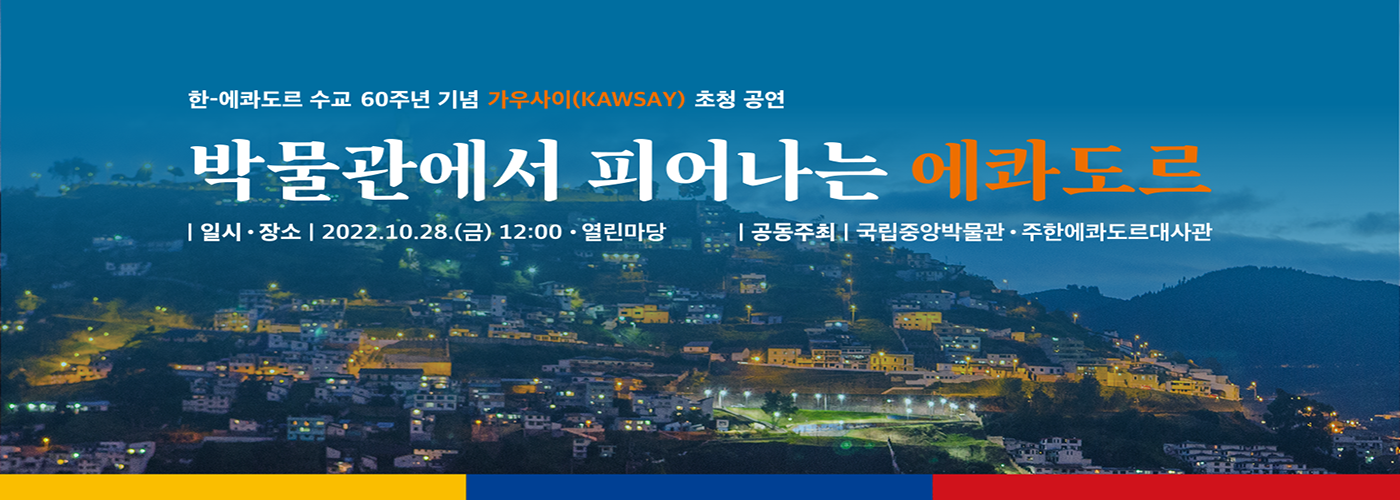 한-에콰도르 수교 60주년 기념 가우사이(KAWSAY) 초청 공연
박물관에서 피어나는 에콰도르
| 일시·장소 | 2022.10.28.(금) 12:00 · 열린마당 | 공동주최 | 국립중앙박물관 · 주한에콰도르대사관